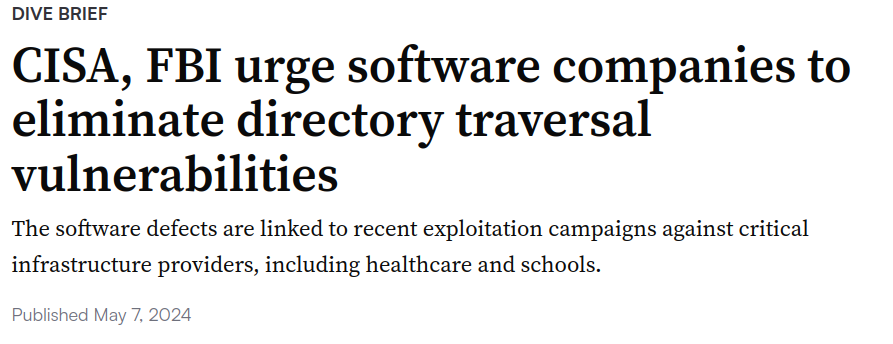 DIVE BRIEF
CISA, FBI urge software companies to
eliminate directory traversal
vulnerabilities
The software defects are linked to recent exploitation campaigns against critical
infrastructure providers, including healthcare and schools.
Published May 7, 2024